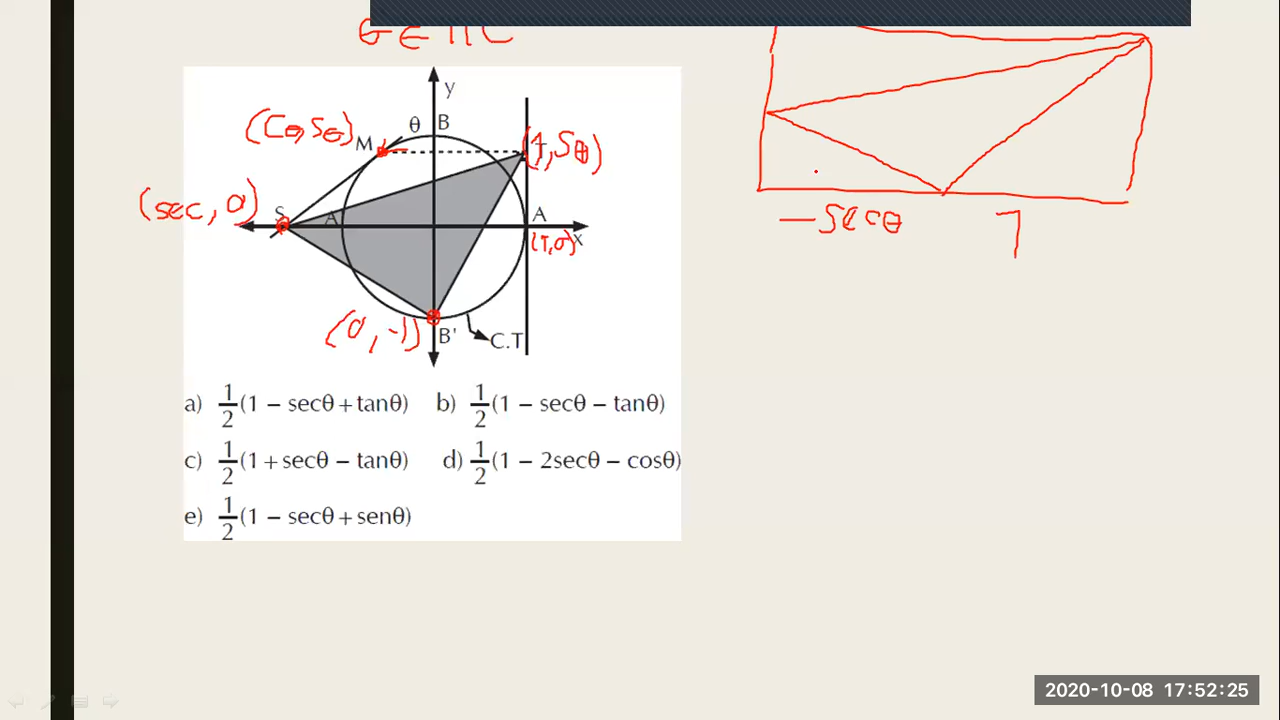 θ ∈ IIC
y
(Cθ, Sθ) M θ B (1, Sθ)
(sec, 0) S A' A
(1,0) x
-secθ 1
(0, -1) B' C.T
a) 1/2(1 − secθ + tanθ) b) 1/2(1 − secθ − tanθ)
c) 1/2(1 + secθ − tanθ) d) 1/2(1 − 2secθ − cosθ)
e) 1/2(1 − secθ + senθ)
2020-10-08 17:52:25